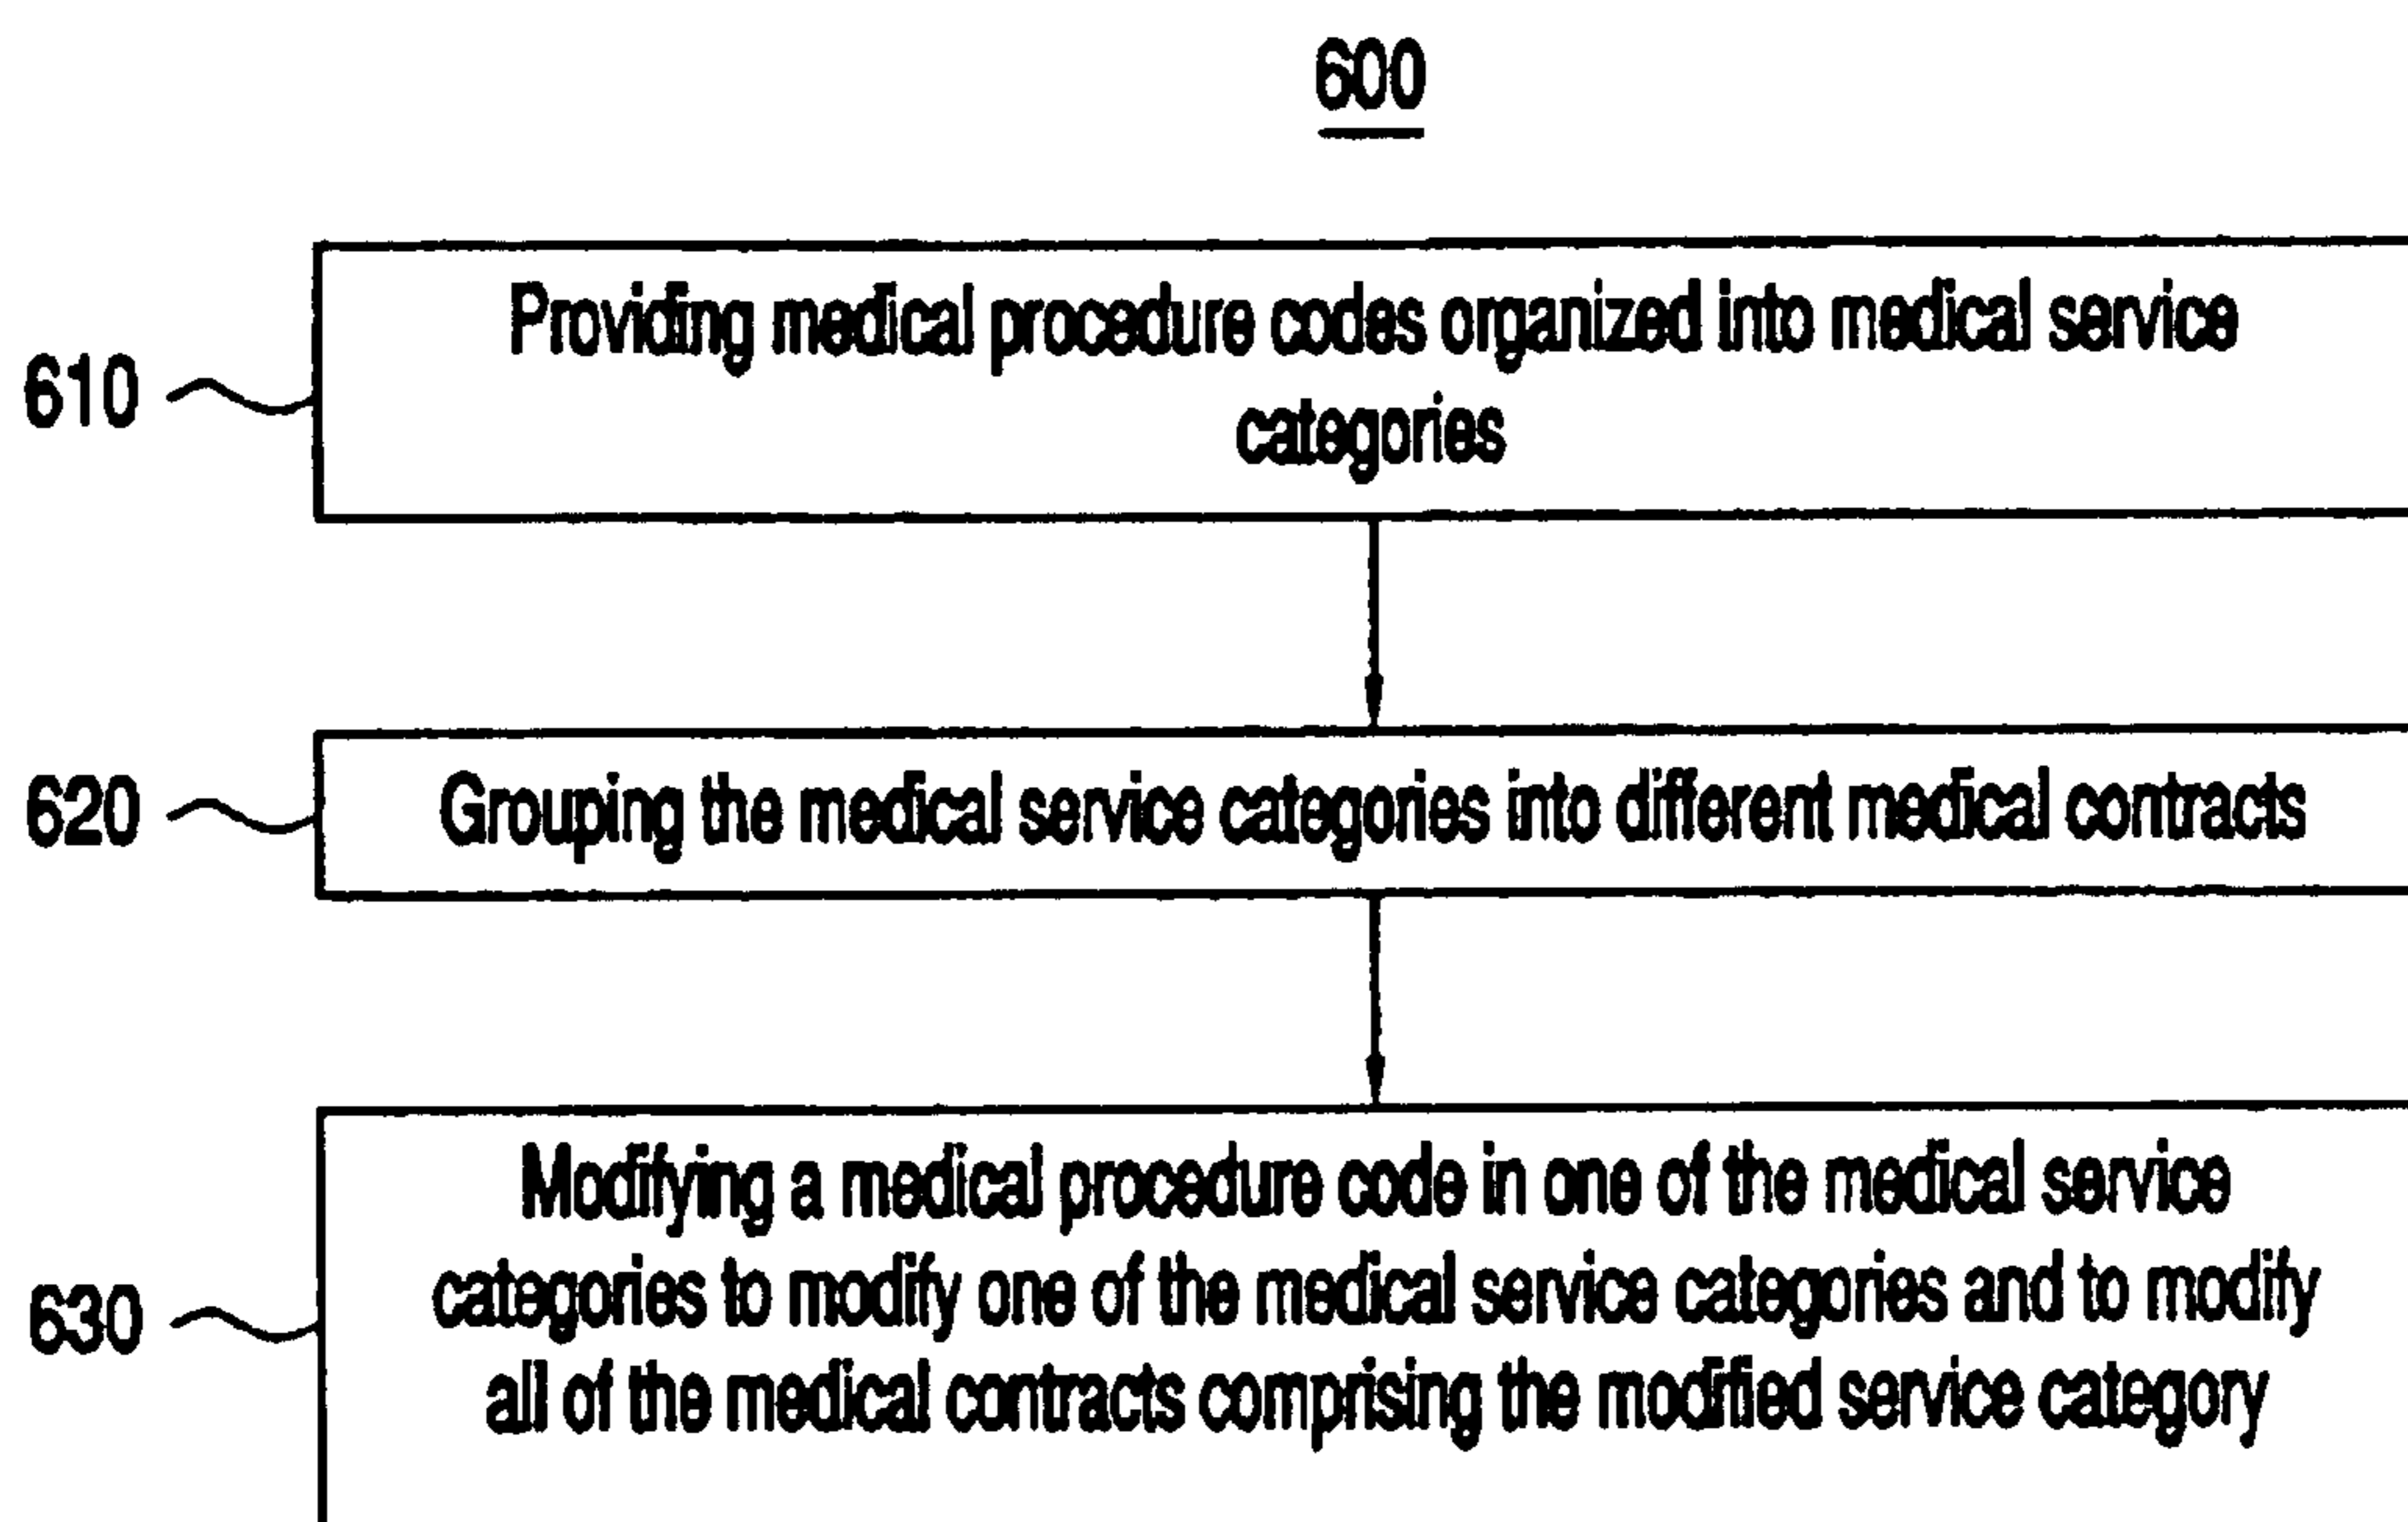 600
Providing medical procedure codes organized into medical service
categories
610
Grouping the medical service categories into different medical contracts
620
Modifying a medical procedure code in one of the medical service
categories to modify one of the medical service categories and to modify
all of the medical contracts comprising the modified service category
630